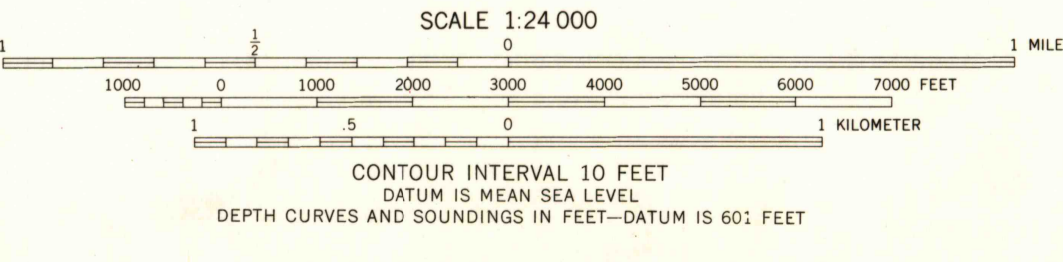 SCALE 1:24 000
1 ½ 0 1 MILE
1000 0 1000 2000 3000 4000 5000 6000 7000 FEET
1 .5 0 1 KILOMETER
CONTOUR INTERVAL 10 FEET
DATUM IS MEAN SEA LEVEL
DEPTH CURVES AND SOUNDINGS IN FEET—DATUM IS 601 FEET